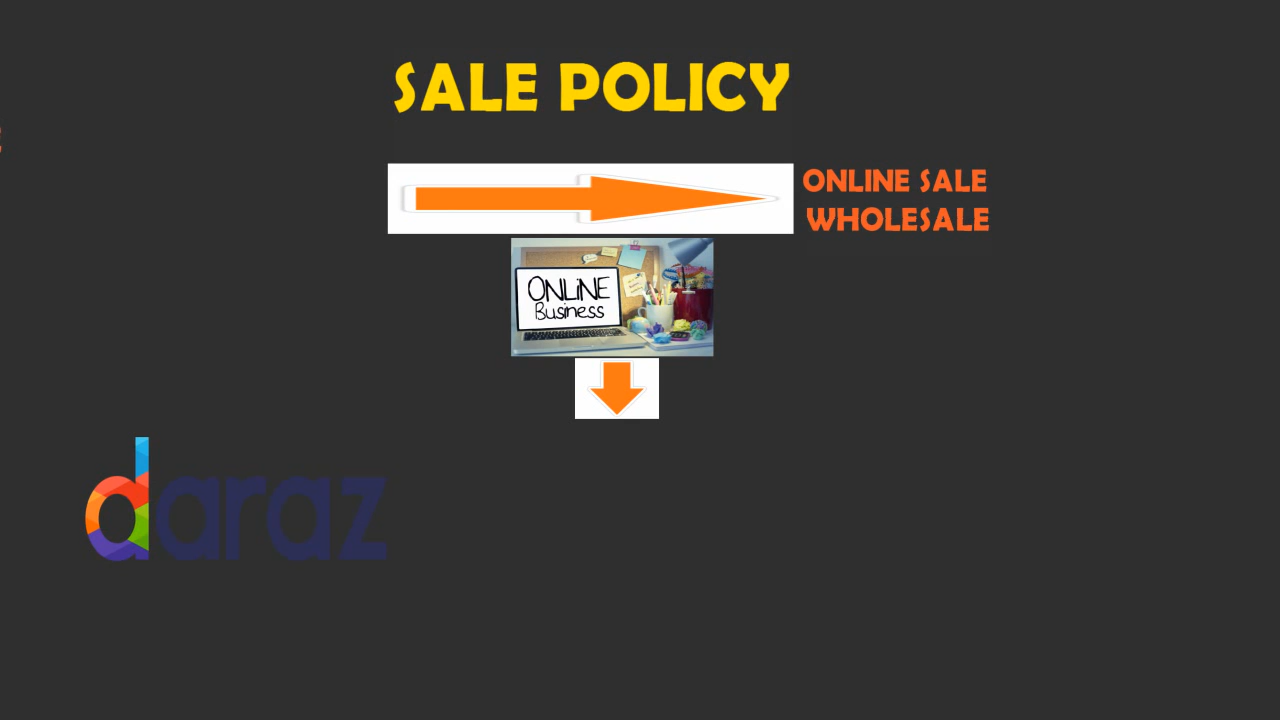 SALE POLICY
ONLINE SALE
WHOLESALE
ONLINE
Business
daraz